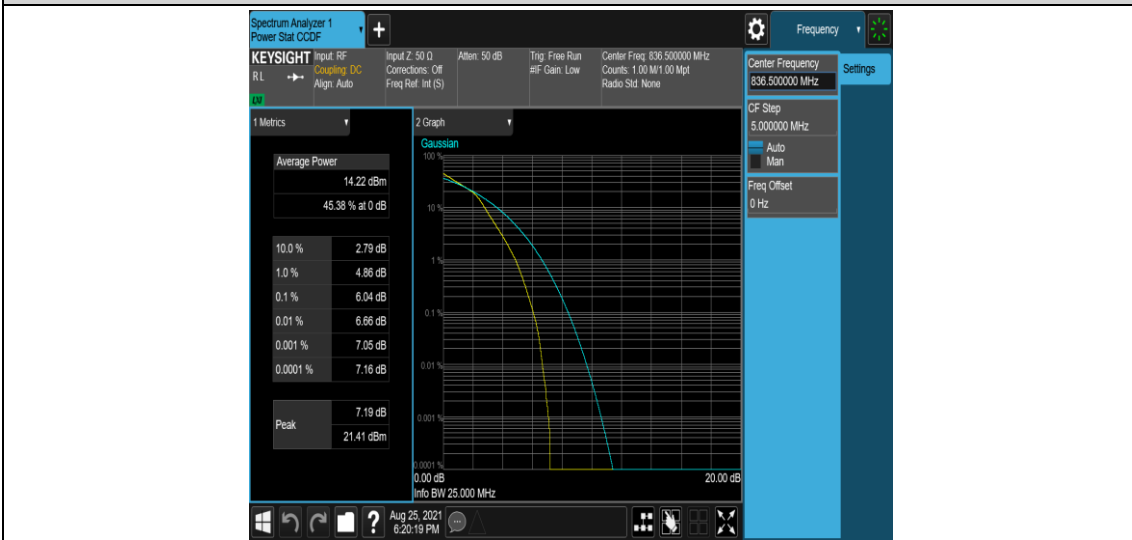 Spectrum Analyzer 1
Power Stat CCDF
+
Frequency
KEYSIGHT
R L
LXI
Input: RF
Coupling: DC
Align: Auto
Input Z: 50 Ω
Corrections: Off
Freq Ref: Int (S)
Atten: 50 dB
Trig: Free Run
#IF Gain: Low
Center Freq: 836.500000 MHz
Counts: 1.00 M/1.00 Mpt
Radio Std: None
Center Frequency
836.500000 MHz
Settings
CF Step
5.000000 MHz
Auto
Man
Freq Offset
0 Hz
1 Metrics
Average Power
14.22 dBm
45.38 % at 0 dB
10.0 % 2.79 dB
1.0 % 4.86 dB
0.1 % 6.04 dB
0.01 % 6.66 dB
0.001 % 7.05 dB
0.0001 % 7.16 dB
Peak
7.19 dB
21.41 dBm
2 Graph
Gaussian
100 %
10 %
1 %
0.1 %
0.01 %
0.001 %
0.0001 %
0.00 dB 20.00 dB
Info BW 25.000 MHz
?
Aug 25, 2021
6:20:19 PM